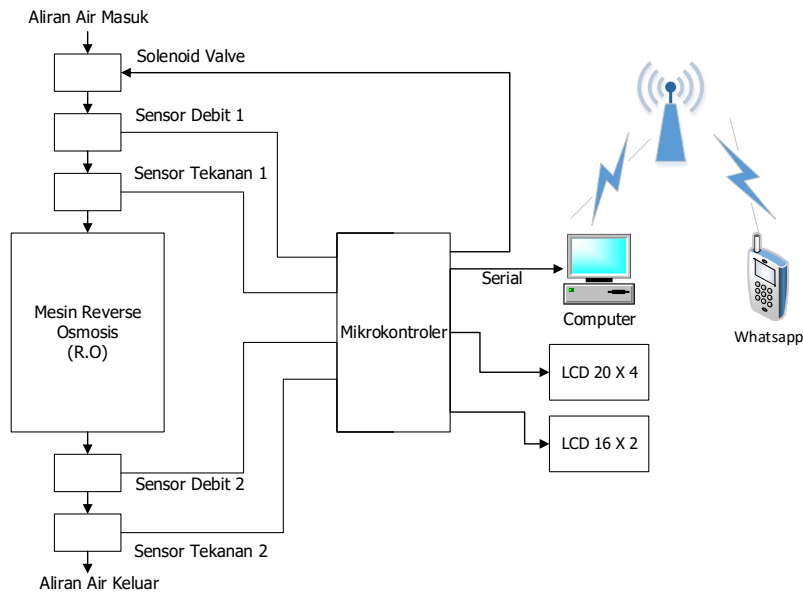 Aliran Air Masuk
Solenoid Valve
Sensor Debit 1
Sensor Tekanan 1
Mesin Reverse
Osmosis
(R.O)
Mikrokontroler
Serial
Computer
Whatsapp
LCD 20 X 4
LCD 16 X 2
Sensor Debit 2
Sensor Tekanan 2
Aliran Air Keluar